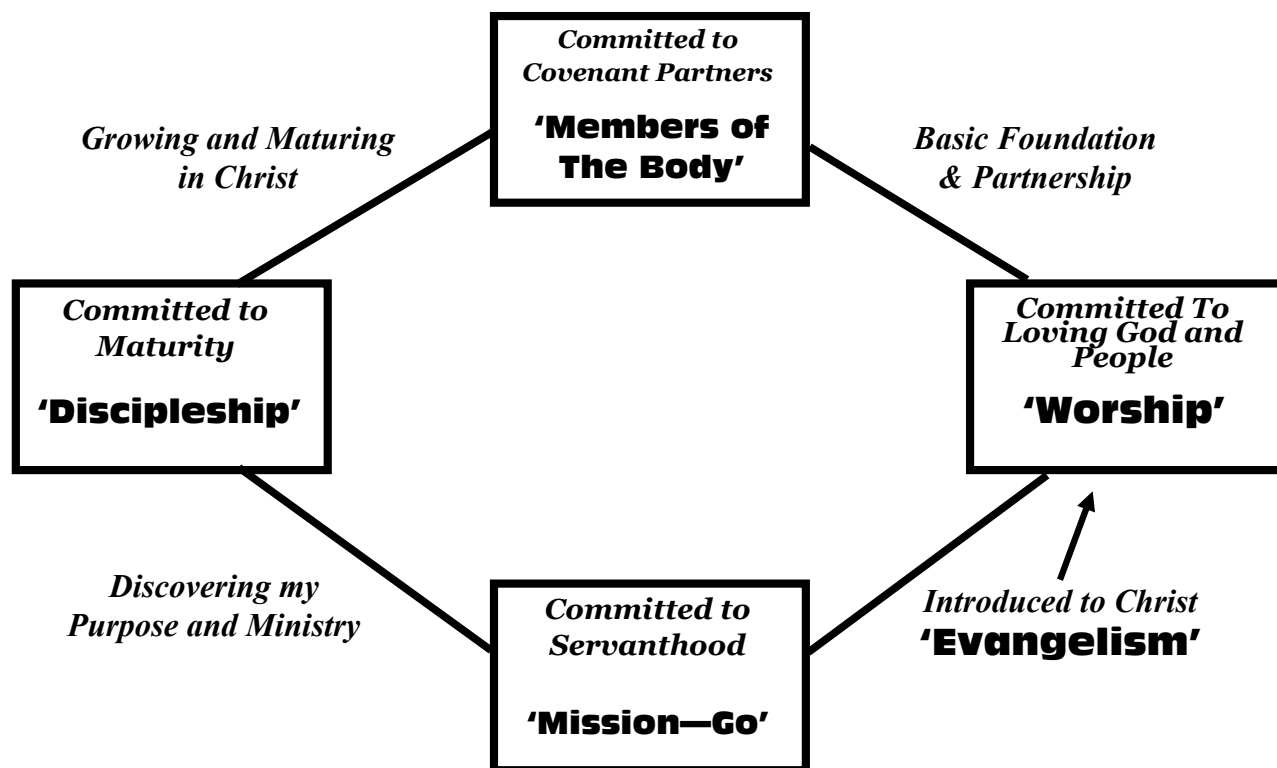 Committed to
Covenant Partners
‘Members of
The Body’
Growing and Maturing
in Christ
Basic Foundation
& Partnership
Committed to
Maturity
‘Discipleship’
Committed To
Loving God and
People
‘Worship’
Discovering my
Purpose and Ministry
Committed to
Servanthood
‘Mission—Go’
Introduced to Christ
‘Evangelism’